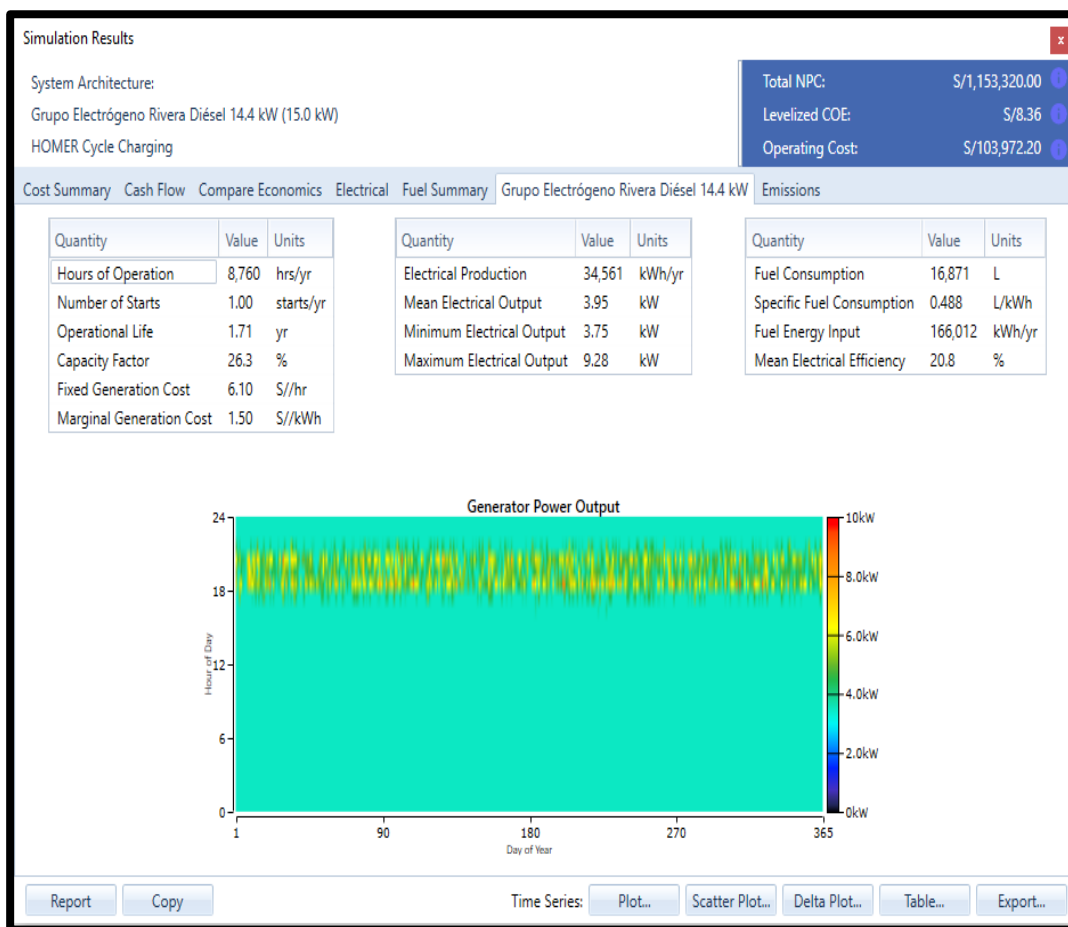 Simulation Results
x
System Architecture:
Grupo Electrógeno Rivera Diésel 14.4 kW (15.0 kW)
HOMER Cycle Charging
Total NPC: S/1,153,320.00
Levelized COE: S/8.36
Operating Cost: S/103,972.20
Cost Summary Cash Flow Compare Economics Electrical Fuel Summary Grupo Electrógeno Rivera Diésel 14.4 kW Emissions
Quantity Value Units
Hours of Operation 8,760 hrs/yr
Number of Starts 1.00 starts/yr
Operational Life 1.71 yr
Capacity Factor 26.3 %
Fixed Generation Cost 6.10 S//hr
Marginal Generation Cost 1.50 S//kWh
Quantity Value Units
Electrical Production 34,561 kWh/yr
Mean Electrical Output 3.95 kW
Minimum Electrical Output 3.75 kW
Maximum Electrical Output 9.28 kW
Quantity Value Units
Fuel Consumption 16,871 L
Specific Fuel Consumption 0.488 L/kWh
Fuel Energy Input 166,012 kWh/yr
Mean Electrical Efficiency 20.8 %
Generator Power Output
Hour of Day
24
18
12
6
0
1 90 180 270 365
Day of Year
10kW
8.0kW
6.0kW
4.0kW
2.0kW
0kW
Report Copy Time Series: Plot... Scatter Plot... Delta Plot... Table... Export...